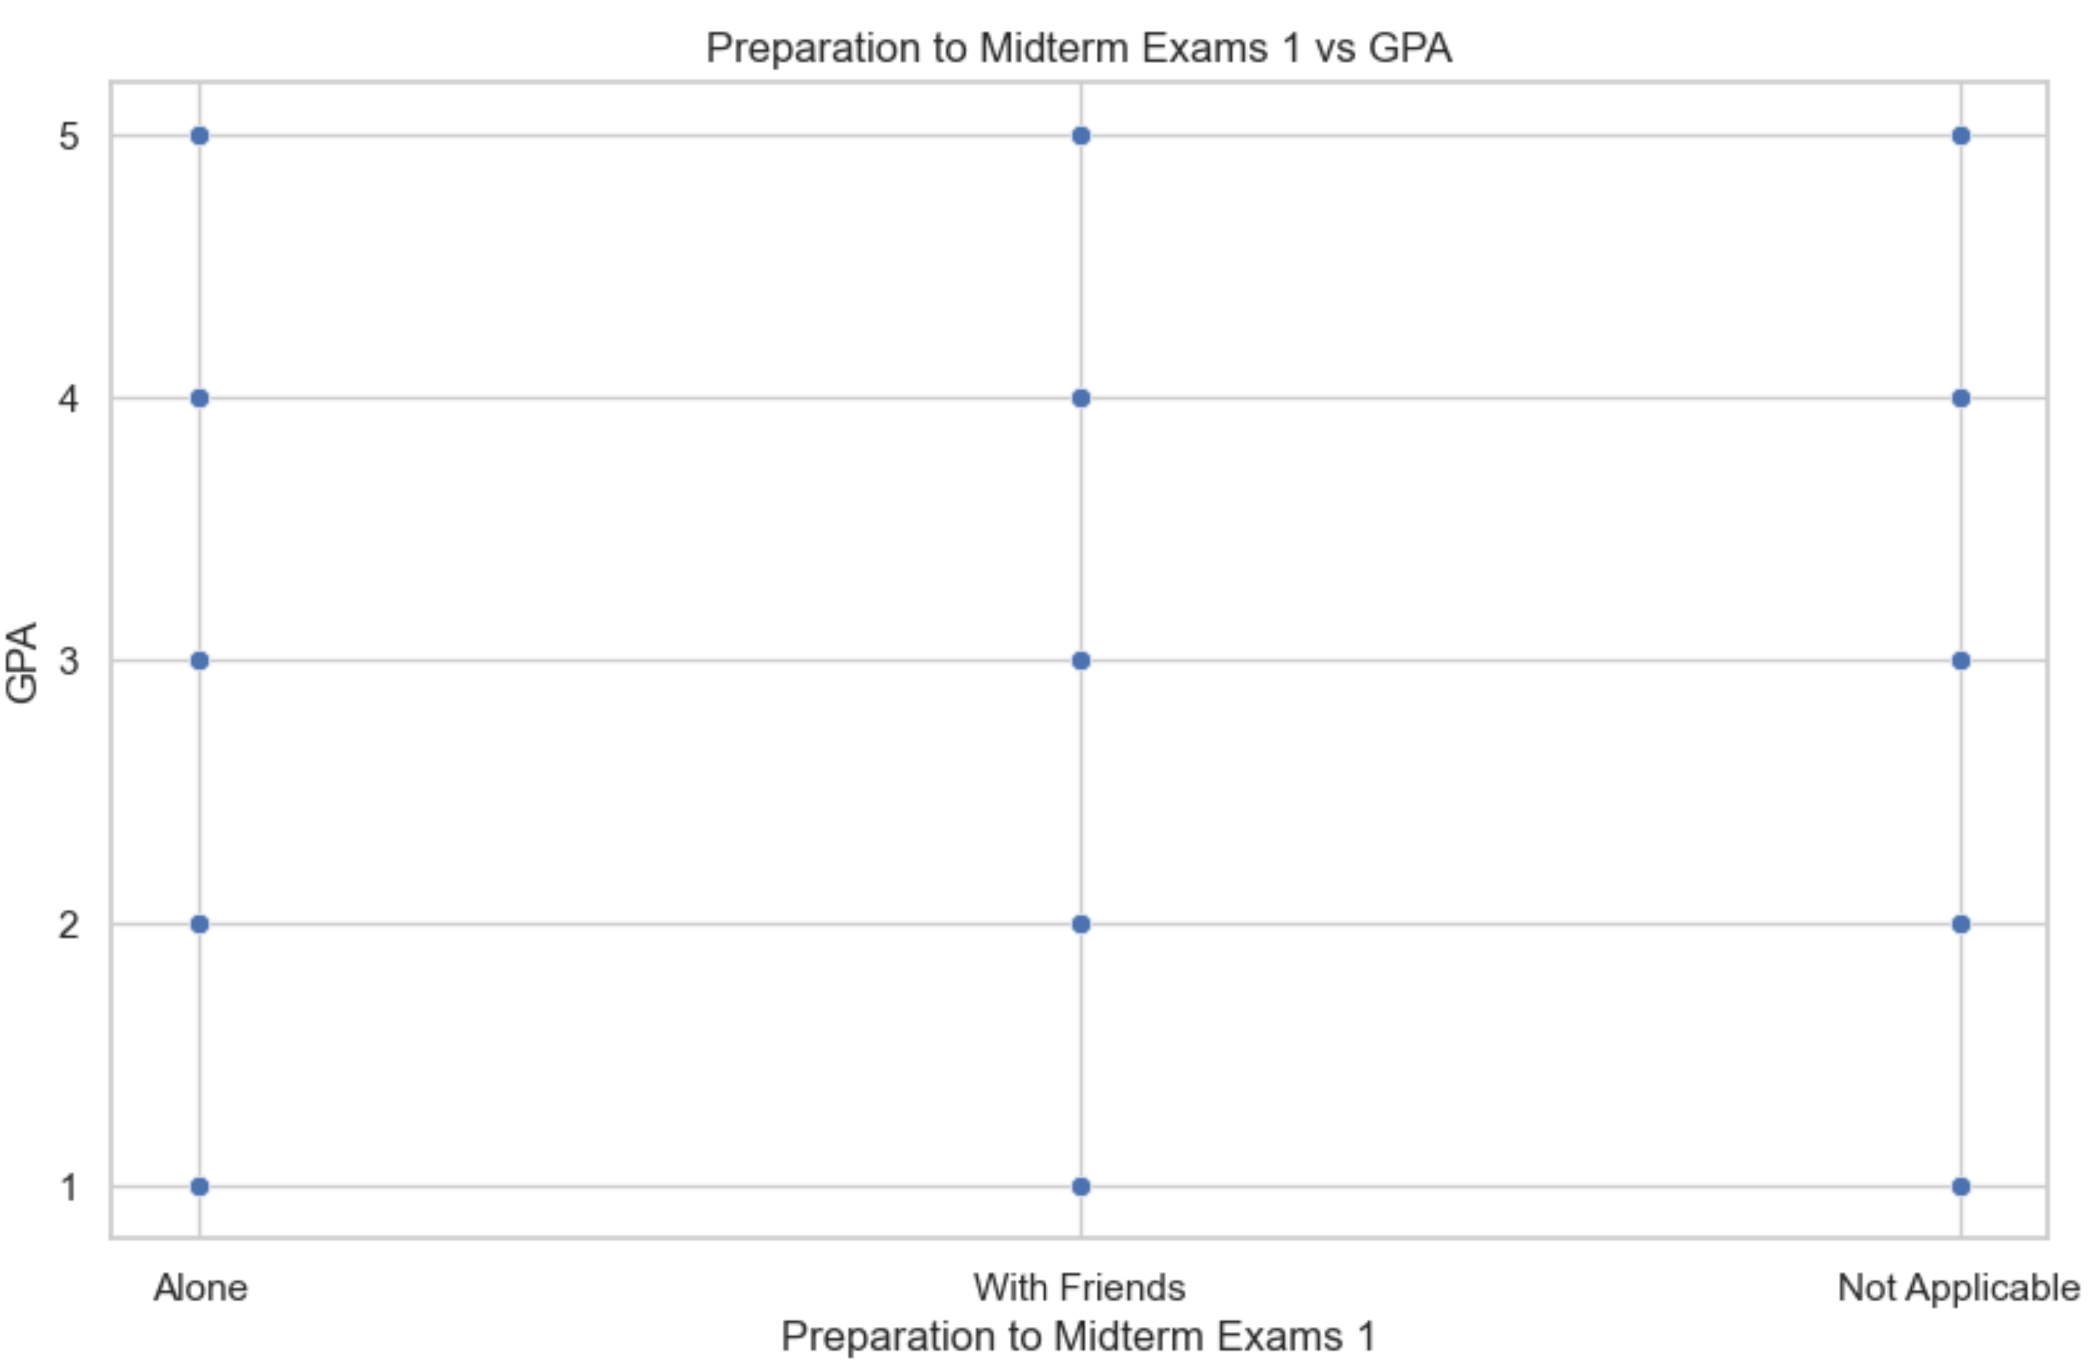 Preparation to Midterm Exams 1 vs GPA
5
4
3
2
1
GPA
Alone
With Friends
Not Applicable
Preparation to Midterm Exams 1